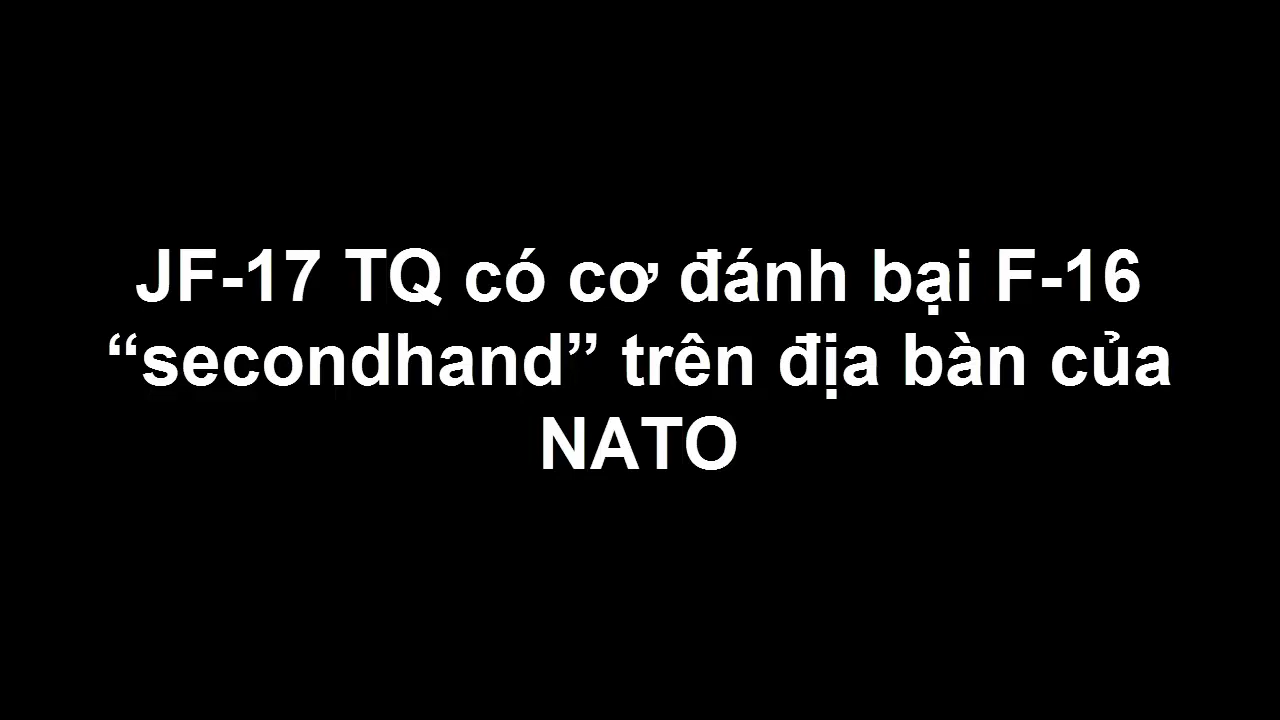 JF-17 TQ có cơ đánh bại F-16
“secondhand” trên địa bàn của
NATO